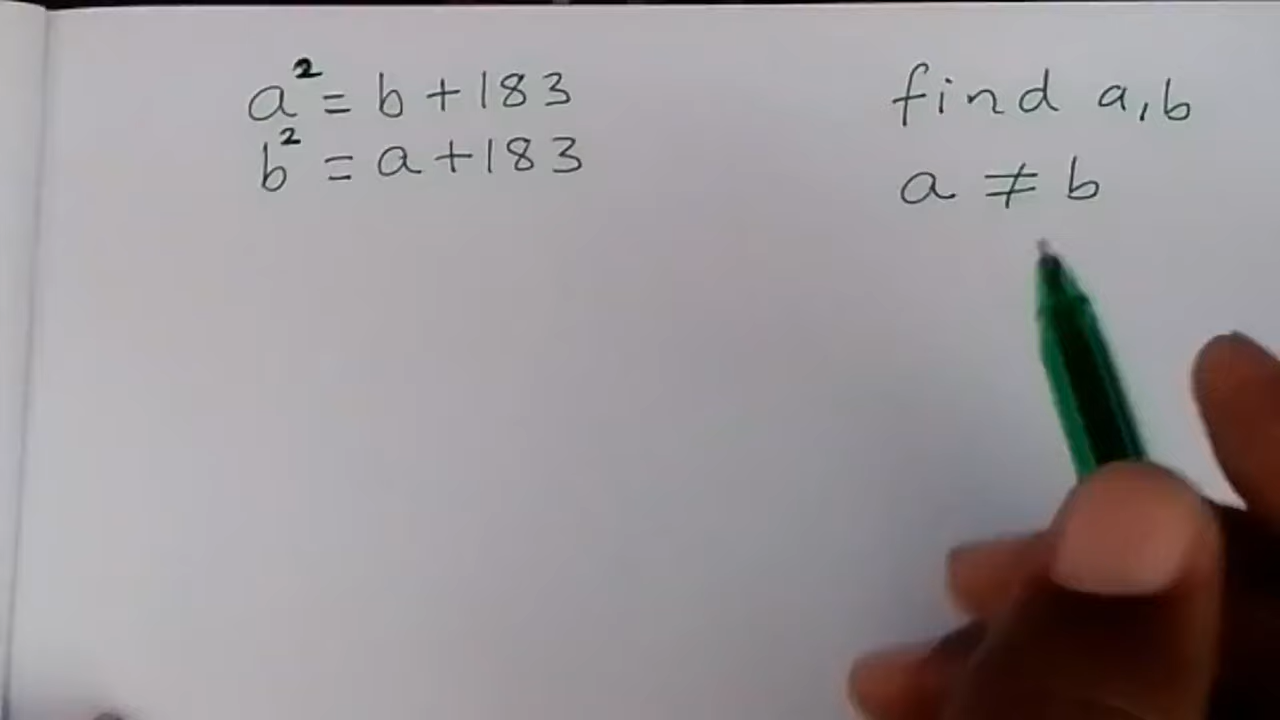 a² = b + 183
b² = a + 183
find a, b
a ≠ b